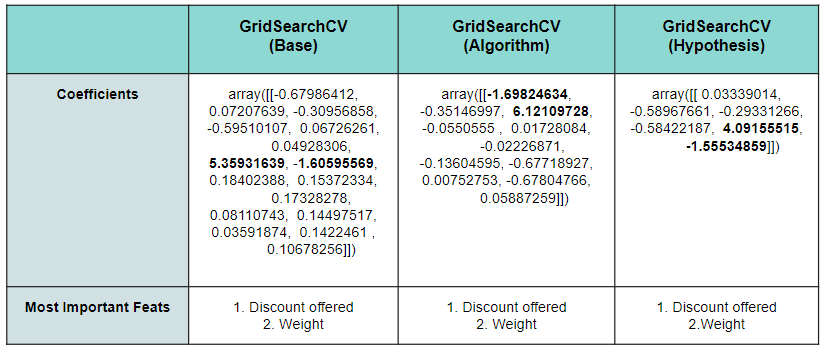 GridSearchCV
(Base)
GridSearchCV
(Algorithm)
GridSearchCV
(Hypothesis)
Coefficients
array([[-0.67986412,
0.07207639, -0.30956858,
-0.59510107, 0.06726261,
0.04928306,
5.35931639, -1.60595569,
0.18402388, 0.15372334,
0.17328278,
0.08110743, 0.14497517,
0.03591874, 0.1422461 ,
0.10678256]])
array([[-1.69824634,
-0.35146997, 6.12109728,
-0.0550555 , 0.01728084,
-0.02226871,
-0.13604595, -0.67718927,
0.00752753, -0.67804766,
0.05887259]])
array([[ 0.03339014,
-0.58967661, -0.29331266,
-0.58422187, 4.09155515,
-1.55534859]])
Most Important Feats
1. Discount offered
2. Weight
1. Discount offered
2. Weight
1. Discount offered
2.Weight